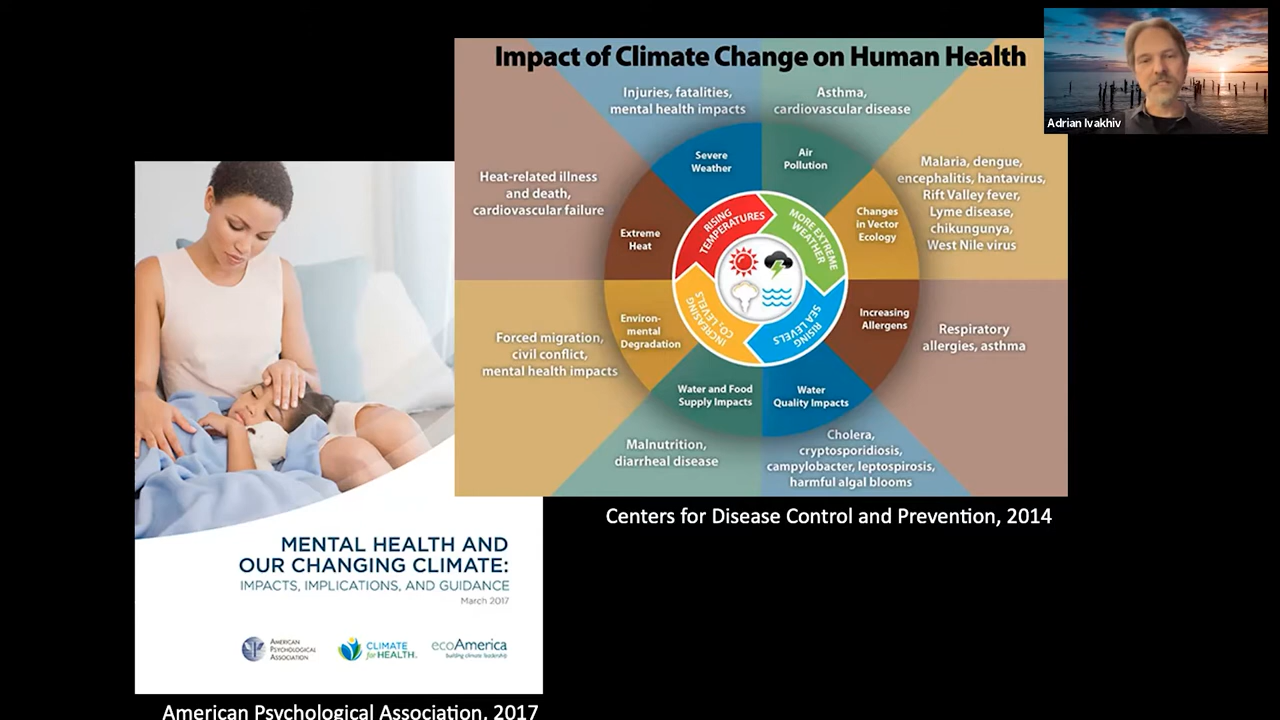 Impact of Climate Change on Human Health
Injuries, fatalities,
mental health impacts
Asthma,
cardiovascular disease
Adrian Ivakhiv
Severe
Weather
Air
Pollution
Heat-related illness
and death,
cardiovascular failure
Malaria, dengue,
encephalitis, hantavirus,
Rift Valley fever,
Lyme disease,
chikungunya,
West Nile virus
Extreme
Heat
Changes
in Vector
Ecology
RISING
TEMPERATURES
MORE EXTREME
WEATHER
INCREASING
CO₂ LEVELS
RISING
SEA LEVELS
Environ-
mental
Degradation
Increasing
Allergens
Forced migration,
civil conflict,
mental health impacts
Respiratory
allergies, asthma
Water and Food
Supply Impacts
Water
Quality Impacts
Malnutrition,
diarrheal disease
Cholera,
cryptosporidiosis,
campylobacter, leptospirosis,
harmful algal blooms
Centers for Disease Control and Prevention, 2014
MENTAL HEALTH AND
OUR CHANGING CLIMATE:
IMPACTS, IMPLICATIONS, AND GUIDANCE
March 2017
AMERICAN
PSYCHOLOGICAL
ASSOCIATION
CLIMATE
for HEALTH.
ecoAmerica
building climate leadership
American Psychological Association, 2017